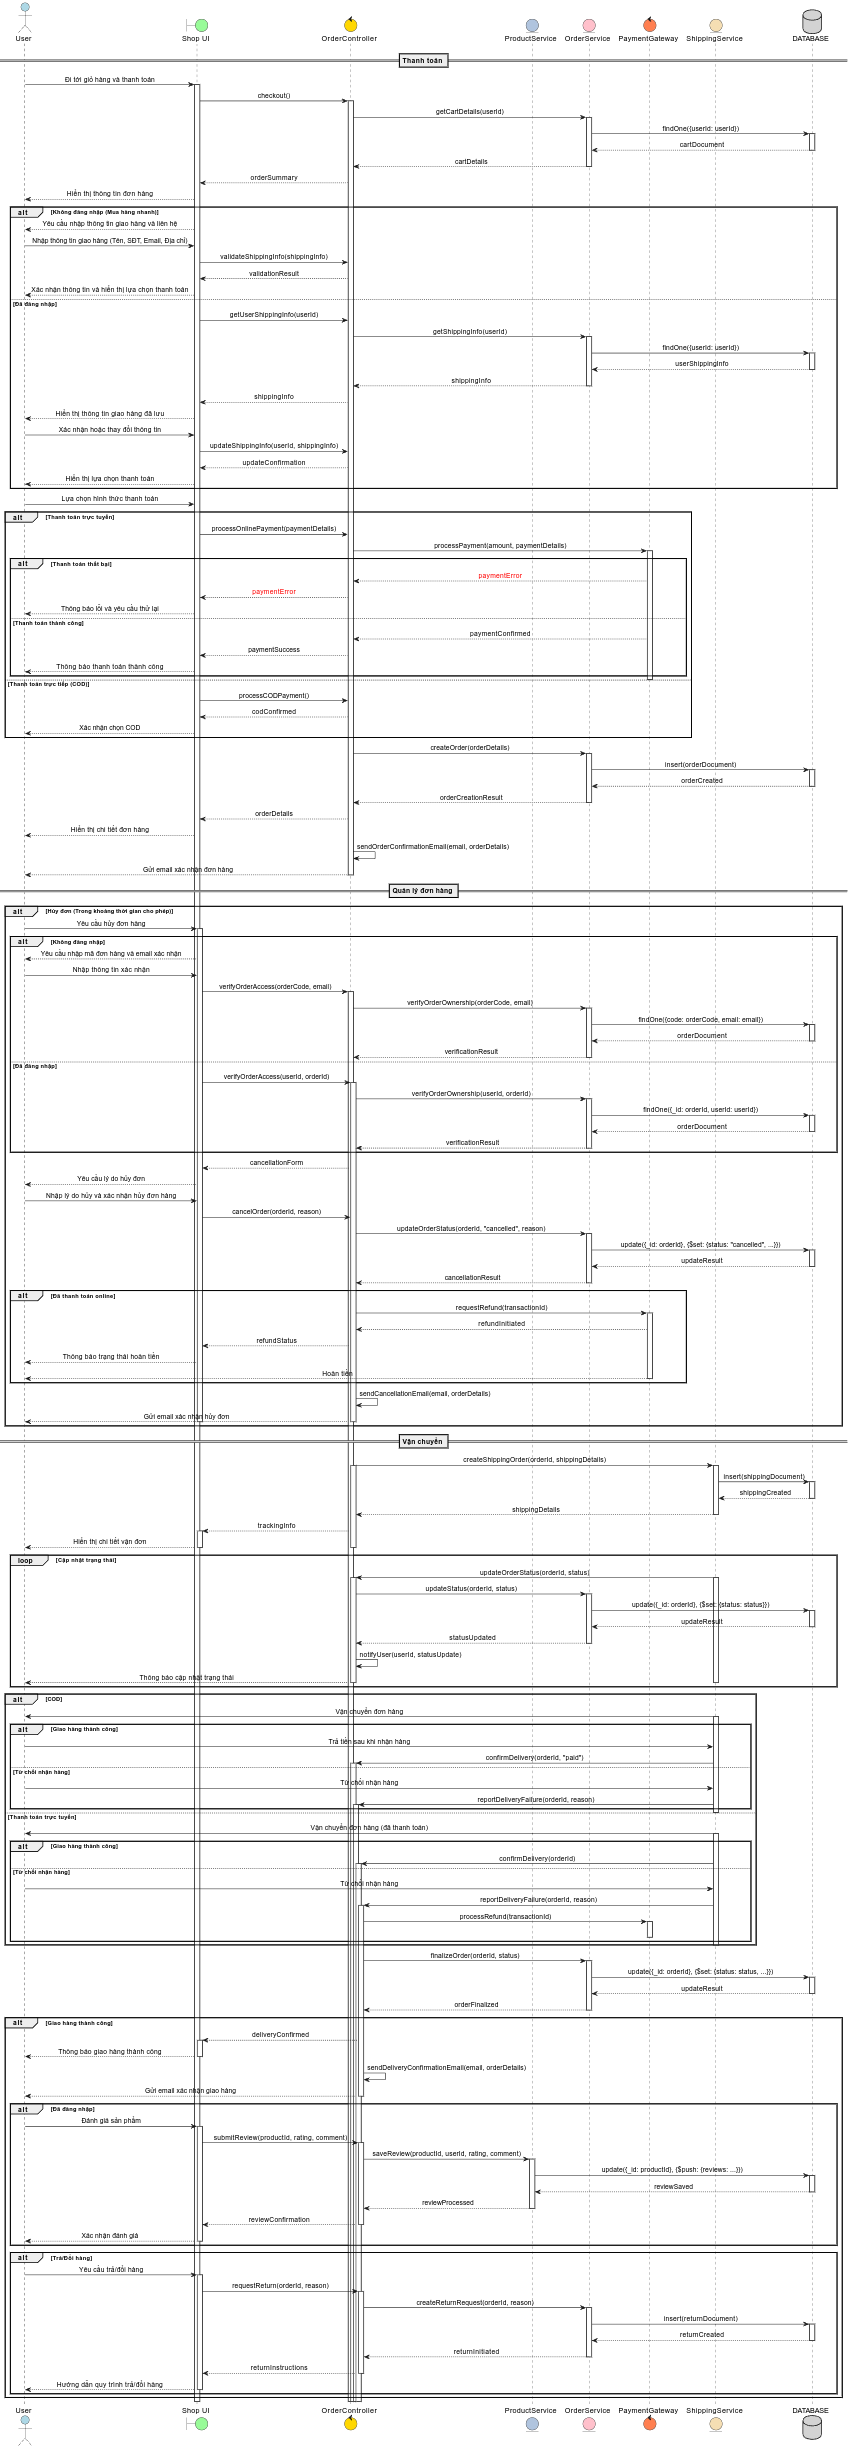 User
Shop UI
OrderController
ProductService
OrderService
PaymentGateway
ShippingService
DATABASE
Thanh toán
Đi tới giỏ hàng và thanh toán
checkout()
getCartDetails(userId)
findOne({userId: userId})
cartDocument
cartDetails
orderSummary
Hiển thị thông tin đơn hàng
alt [Không đăng nhập (Mua hàng nhanh)]
Yêu cầu nhập thông tin giao hàng và liên hệ
Nhập thông tin giao hàng (Tên, SĐT, Email, Địa chỉ)
validateShippingInfo(shippingInfo)
validationResult
Xác nhận thông tin và hiển thị lựa chọn thanh toán
[Đã đăng nhập]
getUserShippingInfo(userId)
getShippingInfo(userId)
findOne({userId: userId})
userShippingInfo
shippingInfo
shippingInfo
Hiển thị thông tin giao hàng đã lưu
Xác nhận hoặc thay đổi thông tin
updateShippingInfo(userId, shippingInfo)
updateConfirmation
Hiển thị lựa chọn thanh toán
Lựa chọn hình thức thanh toán
alt [Thanh toán trực tuyến]
processOnlinePayment(paymentDetails)
processPayment(amount, paymentDetails)
alt [Thanh toán thất bại]
paymentError
paymentError
Thông báo lỗi và yêu cầu thử lại
[Thanh toán thành công]
paymentConfirmed
paymentSuccess
Thông báo thanh toán thành công
[Thanh toán trực tiếp (COD)]
processCODPayment()
codConfirmed
Xác nhận chọn COD
createOrder(orderDetails)
insert(orderDocument)
orderCreated
orderCreationResult
orderDetails
Hiển thị chi tiết đơn hàng
sendOrderConfirmationEmail(email, orderDetails)
Gửi email xác nhận đơn hàng
Quản lý đơn hàng
alt [Hủy đơn (Trong khoảng thời gian cho phép)]
Yêu cầu hủy đơn hàng
alt [Không đăng nhập]
Yêu cầu nhập mã đơn hàng và email xác nhận
Nhập thông tin xác nhận
verifyOrderAccess(orderCode, email)
verifyOrderOwnership(orderCode, email)
findOne({code: orderCode, email: email})
orderDocument
verificationResult
[Đã đăng nhập]
verifyOrderAccess(userId, orderId)
verifyOrderOwnership(userId, orderId)
findOne({_id: orderId, userId: userId})
orderDocument
verificationResult
cancellationForm
Yêu cầu lý do hủy đơn
Nhập lý do hủy và xác nhận hủy đơn hàng
cancelOrder(orderId, reason)
updateOrderStatus(orderId, "cancelled", reason)
update({_id: orderId}, {$set: {status: "cancelled", ...}})
updateResult
cancellationResult
alt [Đã thanh toán online]
requestRefund(transactionId)
refundInitiated
refundStatus
Thông báo trạng thái hoàn tiền
Hoàn tiền
sendCancellationEmail(email, orderDetails)
Gửi email xác nhận hủy đơn
Vận chuyển
createShippingOrder(orderId, shippingDetails)
insert(shippingDocument)
shippingCreated
shippingDetails
trackingInfo
Hiển thị chi tiết vận đơn
loop [Cập nhật trạng thái]
updateOrderStatus(orderId, status)
updateStatus(orderId, status)
update({_id: orderId}, {$set: {status: status}})
updateResult
statusUpdated
notifyUser(userId, statusUpdate)
Thông báo cập nhật trạng thái
alt [COD]
Vận chuyển đơn hàng
alt [Giao hàng thành công]
Trả tiền sau khi nhận hàng
confirmDelivery(orderId, "paid")
[Từ chối nhận hàng]
Từ chối nhận hàng
reportDeliveryFailure(orderId, reason)
[Thanh toán trực tuyến]
Vận chuyển đơn hàng (đã thanh toán)
alt [Giao hàng thành công]
confirmDelivery(orderId)
[Từ chối nhận hàng]
Từ chối nhận hàng
reportDeliveryFailure(orderId, reason)
processRefund(transactionId)
finalizeOrder(orderId, status)
update({_id: orderId}, {$set: {status: status, ...}})
updateResult
orderFinalized
alt [Giao hàng thành công]
deliveryConfirmed
Thông báo giao hàng thành công
sendDeliveryConfirmationEmail(email, orderDetails)
Gửi email xác nhận giao hàng
alt [Đã đăng nhập]
Đánh giá sản phẩm
submitReview(productId, rating, comment)
saveReview(productId, userId, rating, comment)
update({_id: productId}, {$push: {reviews: ...}})
reviewSaved
reviewProcessed
reviewConfirmation
Xác nhận đánh giá
alt [Trả/Đổi hàng]
Yêu cầu trả/đổi hàng
requestReturn(orderId, reason)
createReturnRequest(orderId, reason)
insert(returnDocument)
returnCreated
returnInitiated
returnInstructions
Hướng dẫn quy trình trả/đổi hàng
User
Shop UI
OrderController
ProductService
OrderService
PaymentGateway
ShippingService
DATABASE